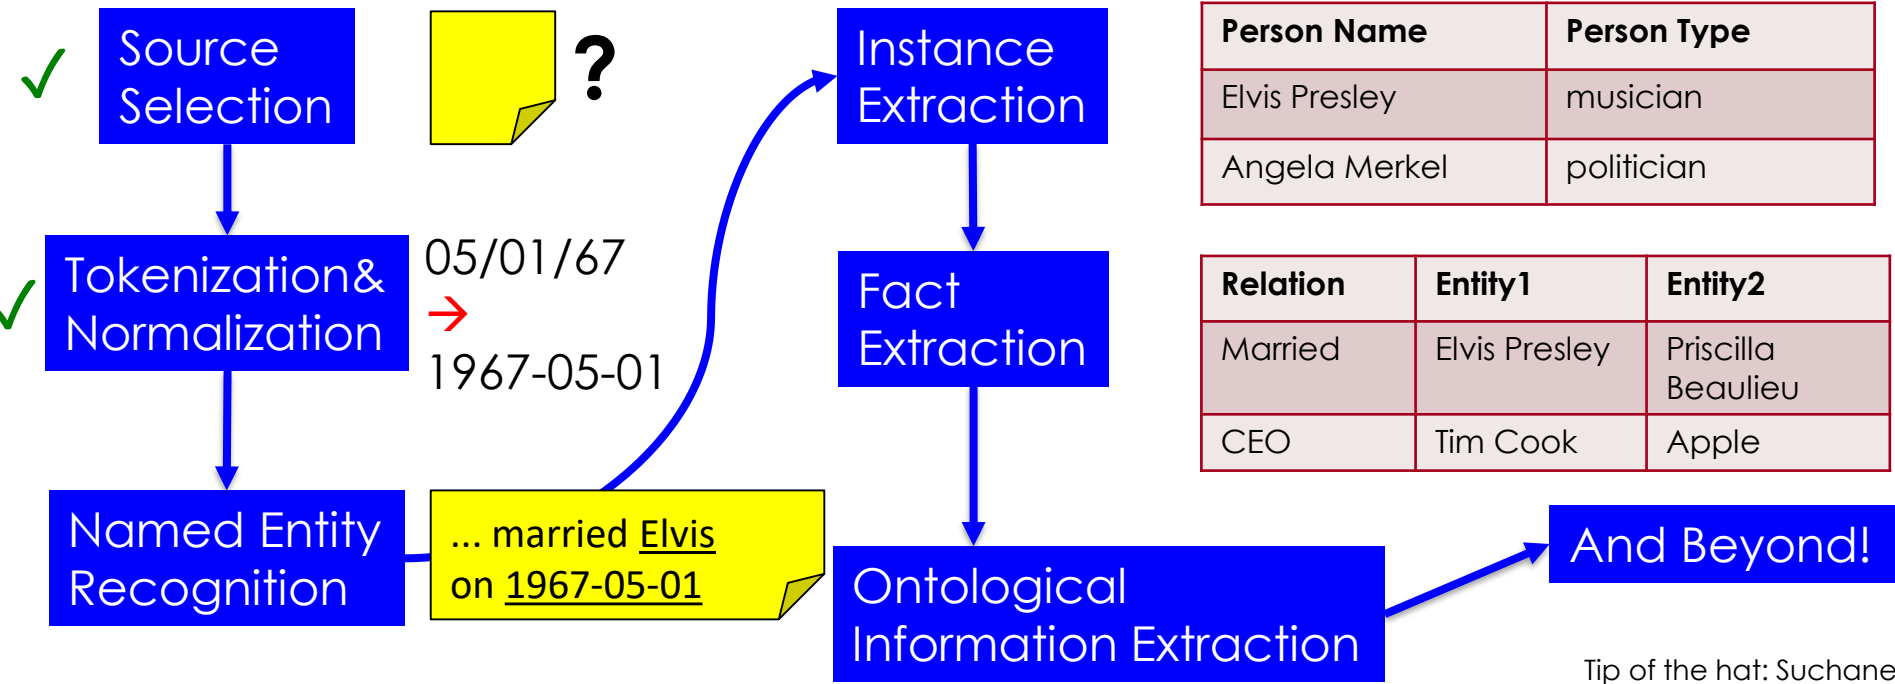 ✓
Source
Selection
?
Tokenization&
✓
Normalization
05/01/67
→
1967-05-01
Named Entity
Recognition
... married Elvis
on 1967-05-01
Instance
Extraction
Fact
Extraction
Ontological
Information Extraction
And Beyond!
Person Name Person Type
Elvis Presley musician
Angela Merkel politician
Relation Entity1 Entity2
Married Elvis Presley Priscilla
Beaulieu
CEO Tim Cook Apple
Tip of the hat: Suchane